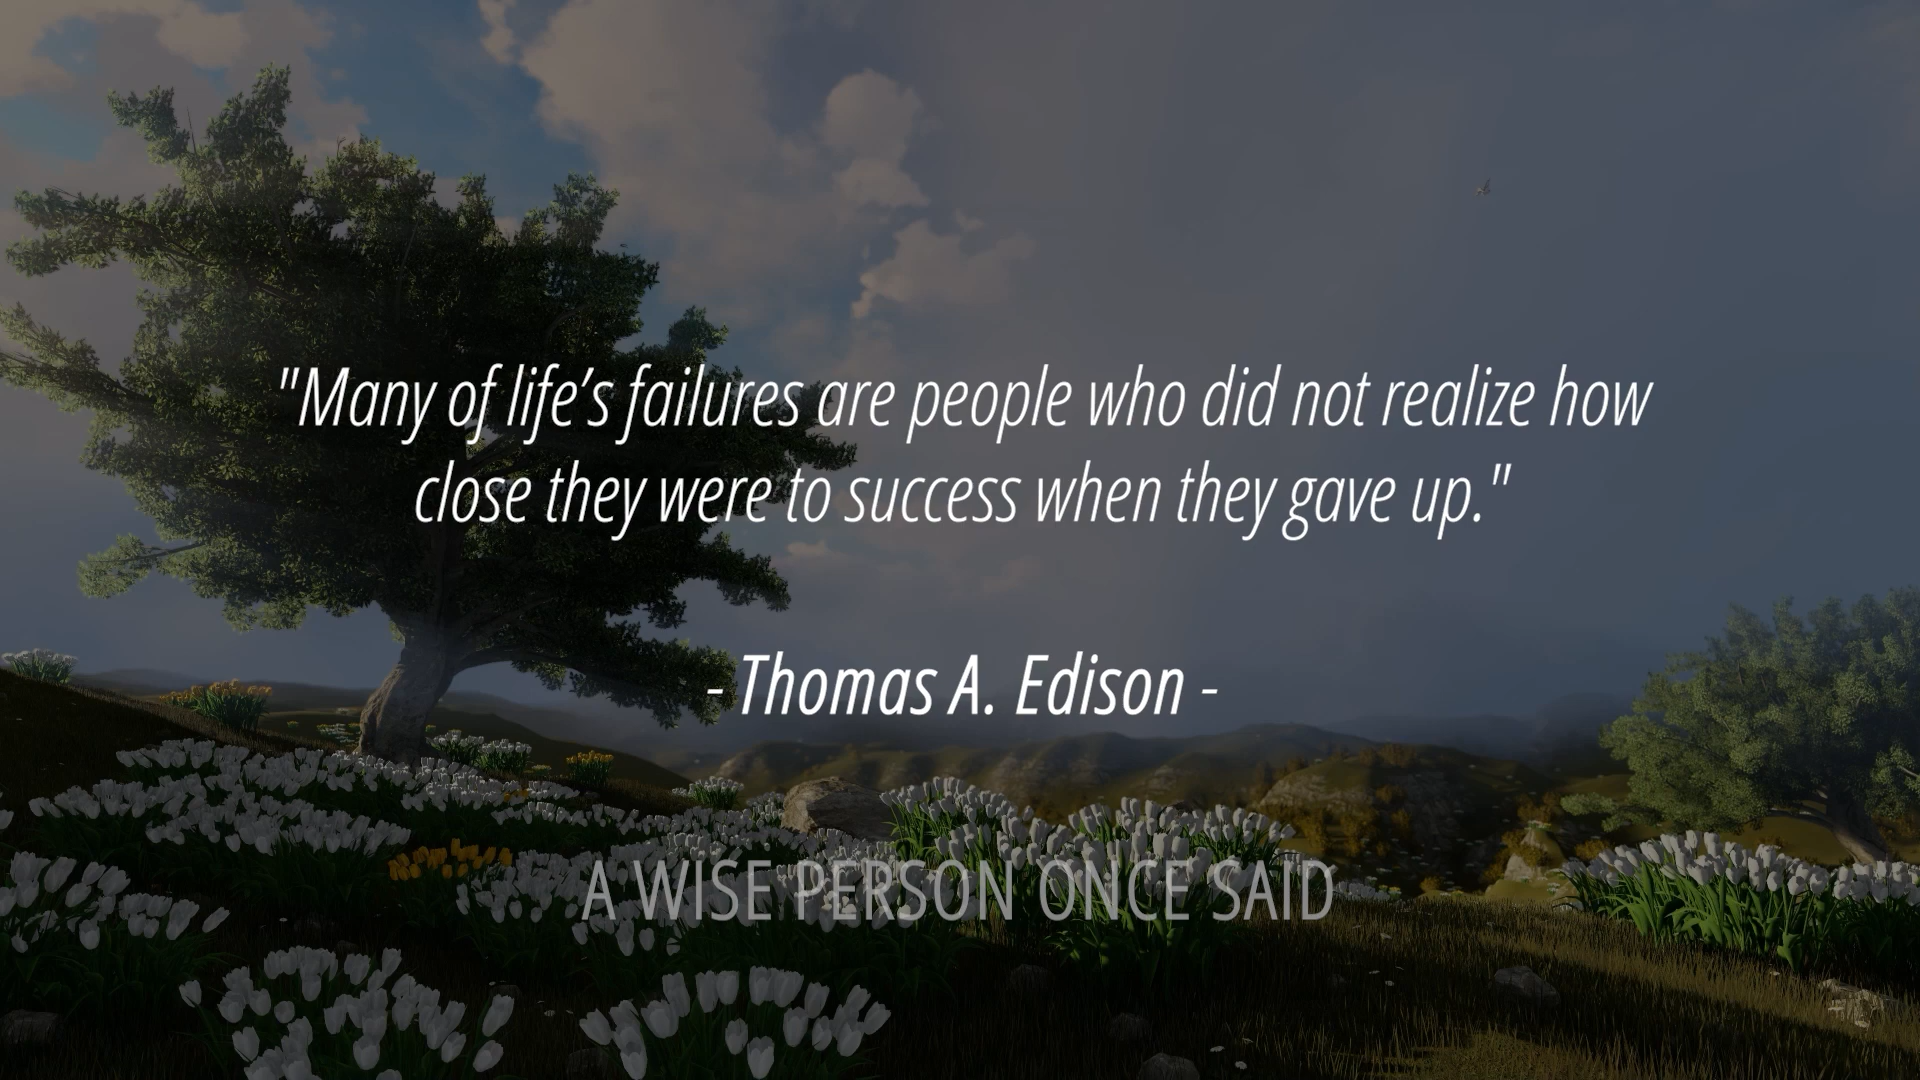 "Many of life’s failures are people who did not realize how
close they were to success when they gave up."
- Thomas A. Edison -
A WISE PERSON ONCE SAID